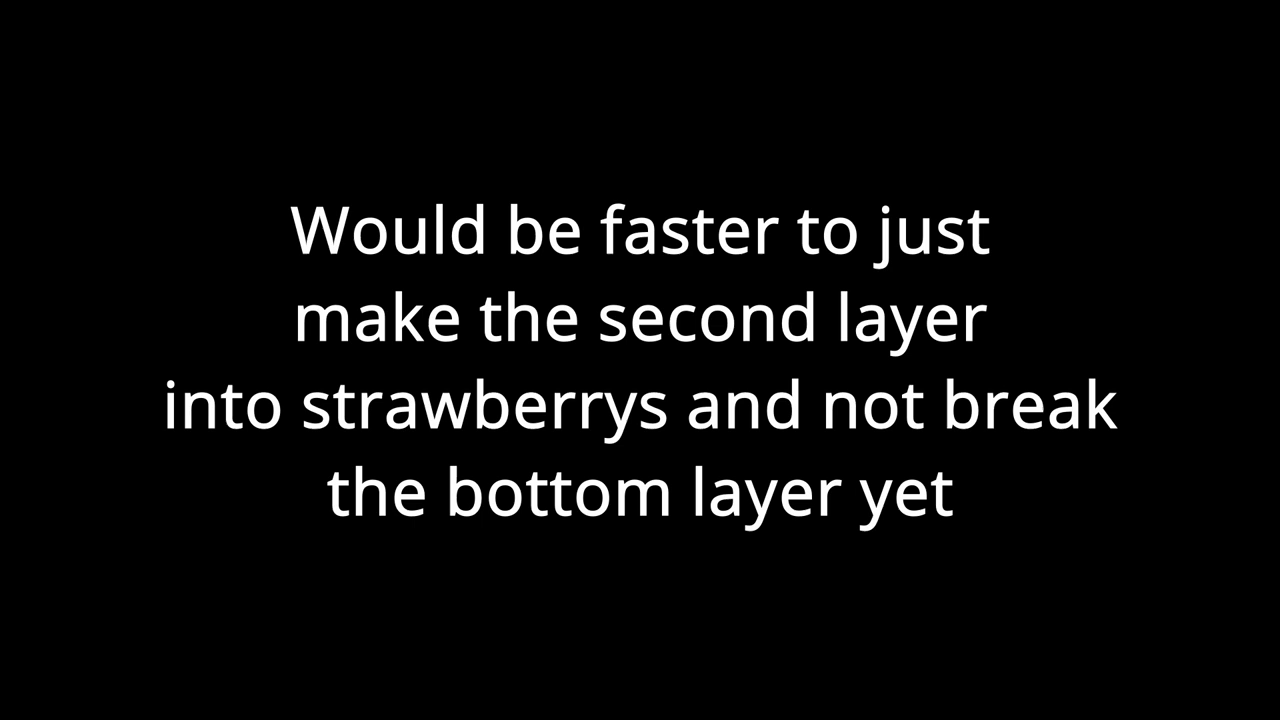 Would be faster to just
make the second layer
into strawberrys and not break
the bottom layer yet